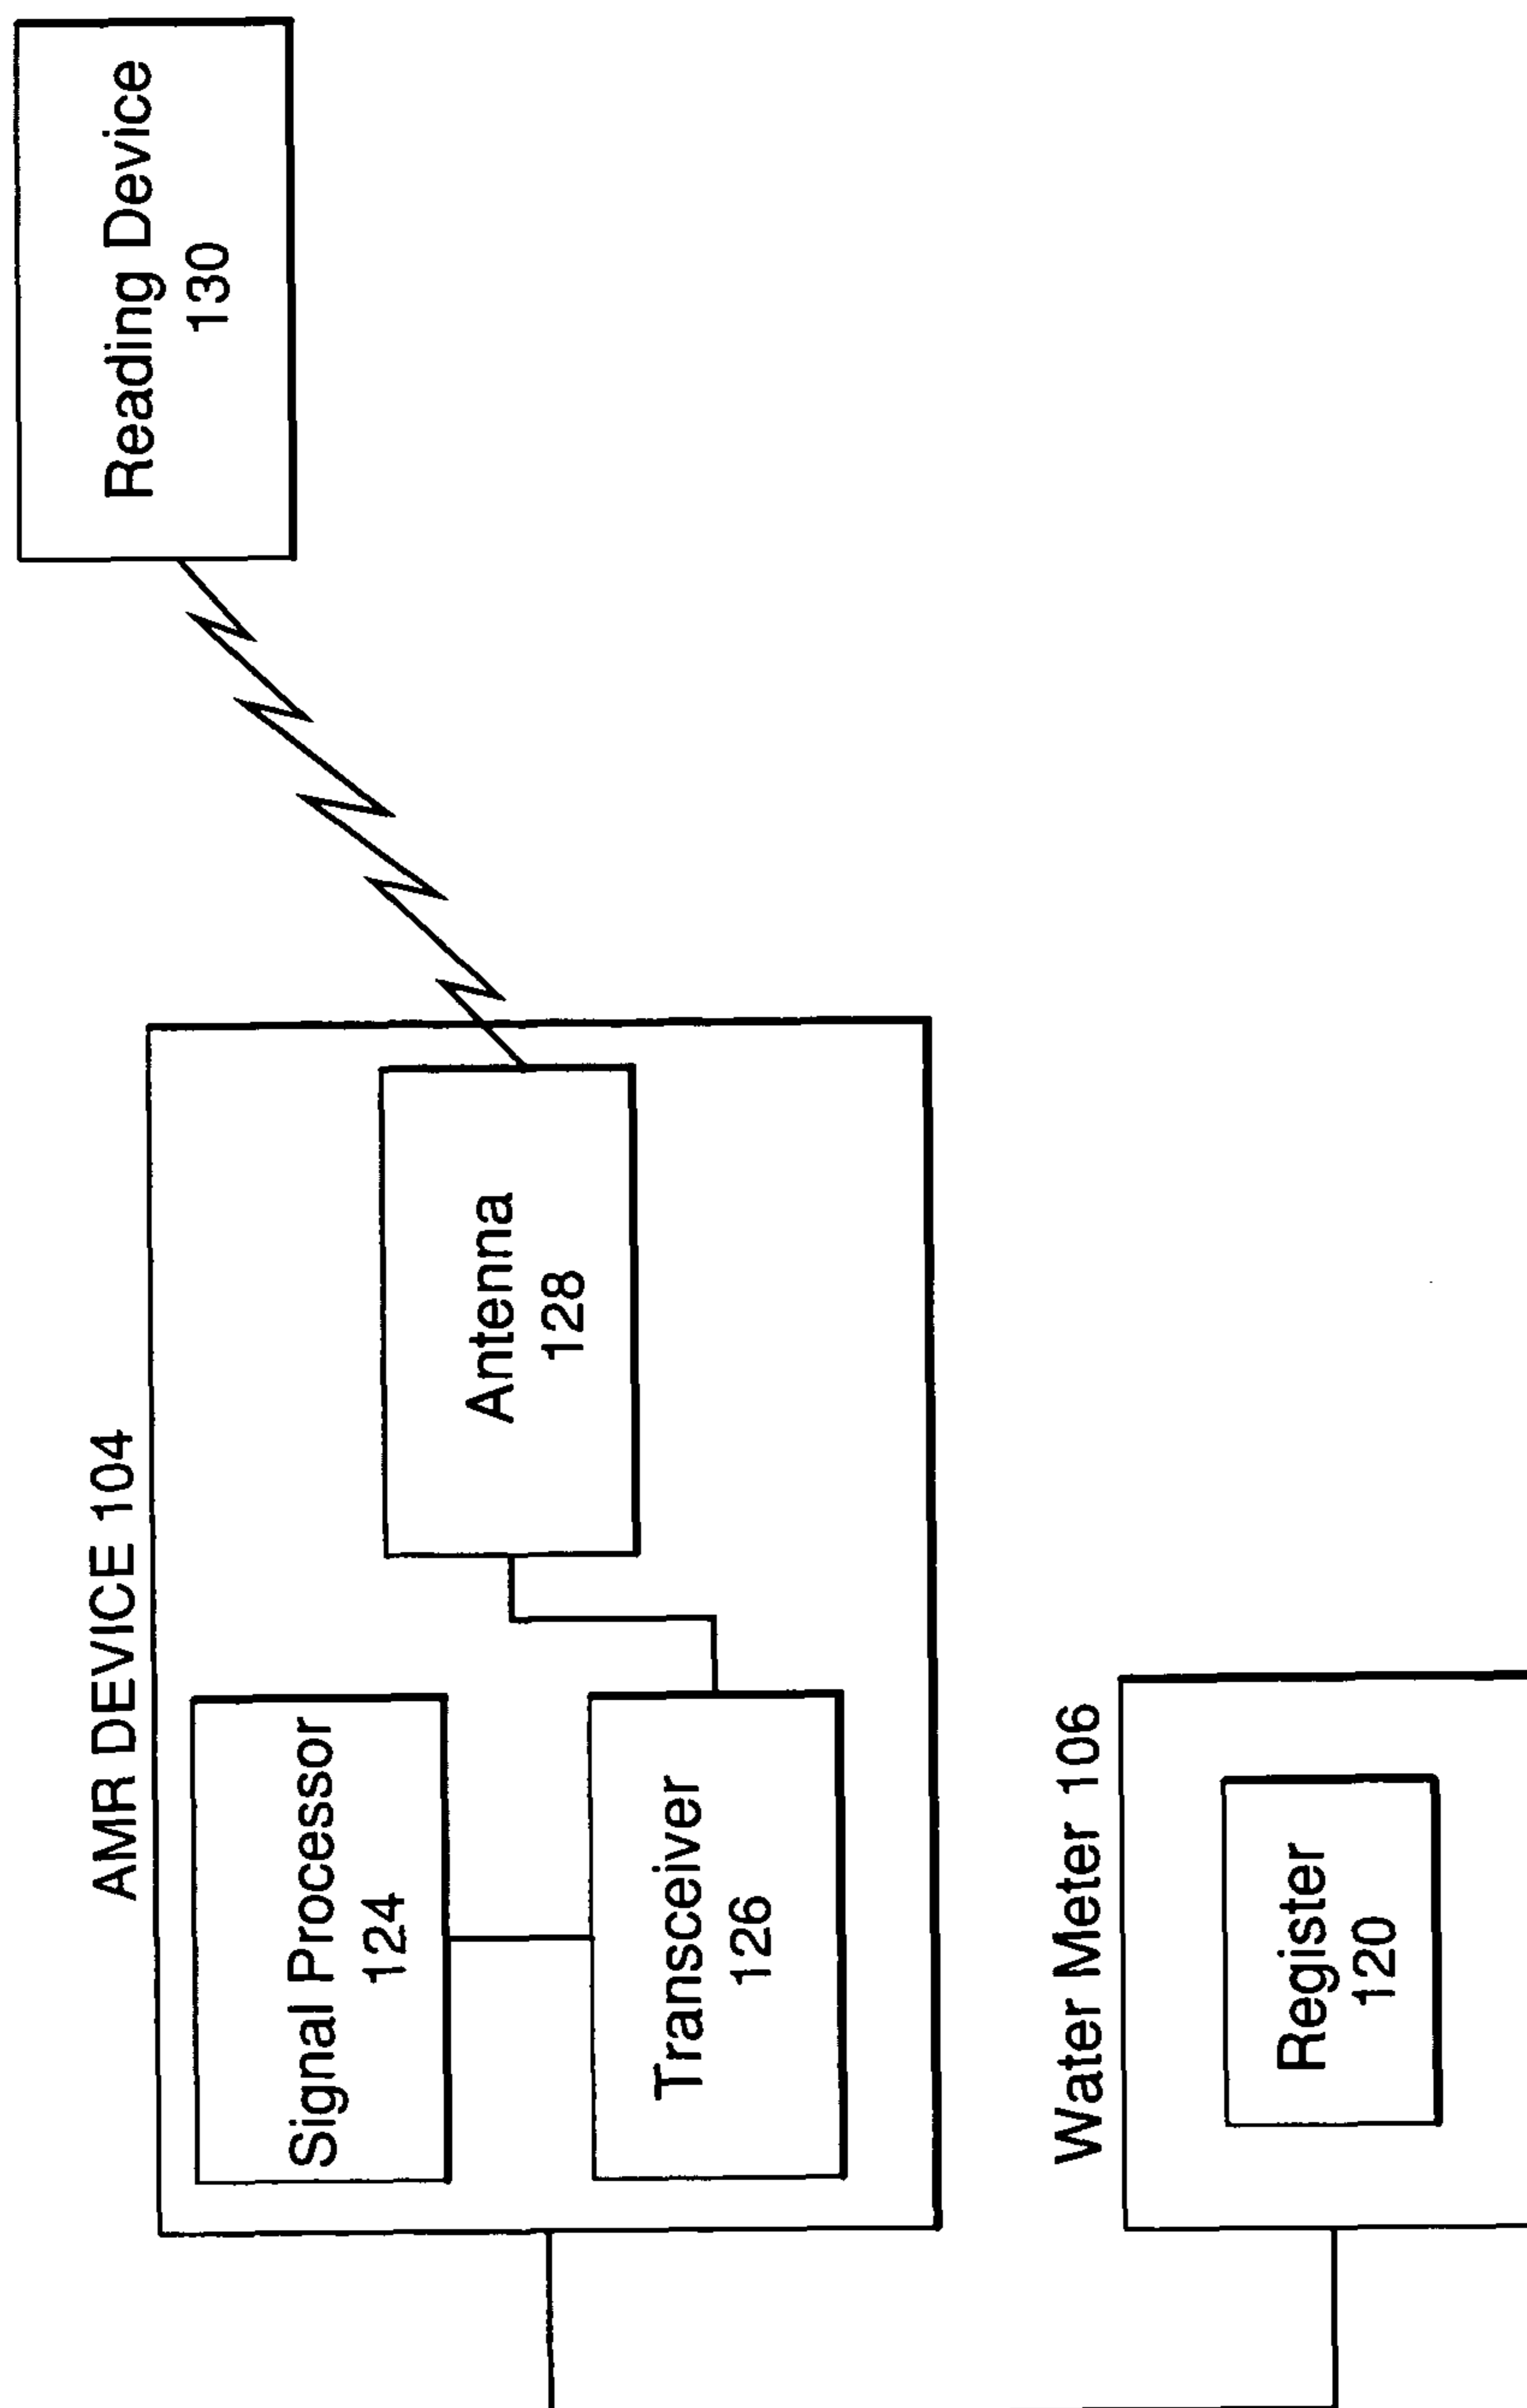 AMR DEVICE 104
Signal Processor
124
Transceiver
126
Antenna
128
Reading Device
130
Water Meter 106
Register
120